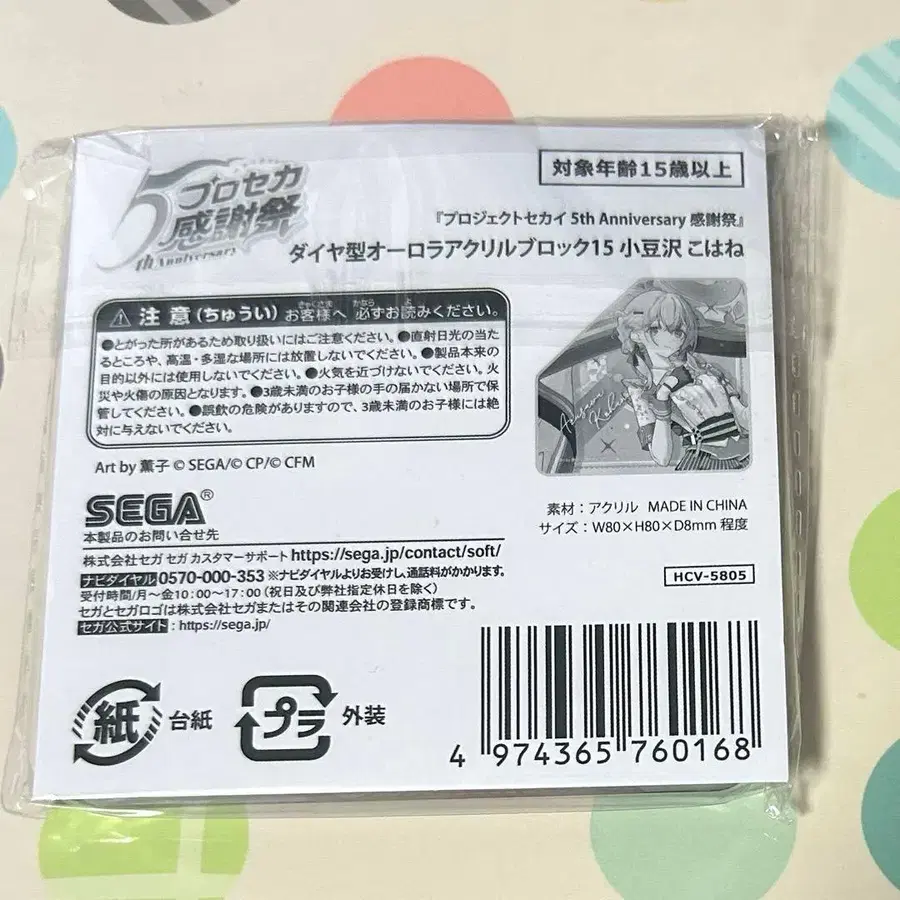 5
プロセカ
感謝祭
th Anniversary
対象年齢15歳以上
『プロジェクトセカイ 5th Anniversary 感謝祭』
ダイヤ型オーロラアクリルブロック15 小豆沢 こはね
⚠ 注意(ちゅうい) お客様へ 必ずお読みください。
●とがった所があるため取り扱いにはご注意ください。●直射日光の当た
るところや、高温・多湿な場所には放置しないでください。●製品本来の
目的以外には使用しないでください。●火気を近づけないでください。火
災や火傷の原因となります。●3歳未満のお子様の手の届かない場所で保
管してください。●誤飲の危険がありますので、3歳未満のお子様には絶
対に与えないでください。
Art by 薫子 © SEGA/© CP/© CFM
SEGA®
本製品のお問い合せ先
株式会社セガ セガ カスタマーサポート https://sega.jp/contact/soft/
ナビダイヤル 0570-000-353 ※ナビダイヤルよりお受けし、通話料がかかります。
受付時間/月～金10:00～17:00(祝日及び弊社指定休日を除く)
セガとセガロゴは株式会社セガまたはその関連会社の登録商標です。
セガ公式サイト : https://sega.jp/
素材：アクリル MADE IN CHINA
サイズ：W80×H80×D8mm 程度
HCV-5805
紙 台紙
プラ 外装
4 974365 760168